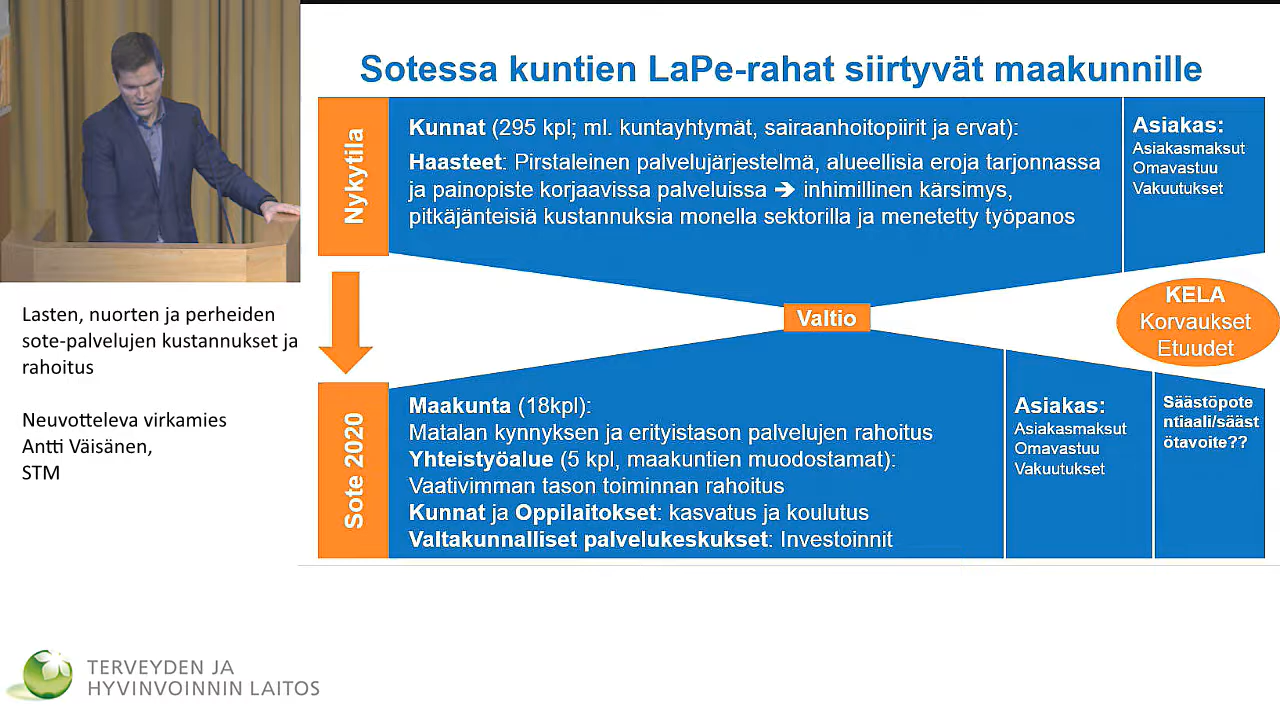 Sotessa kuntien LaPe-rahat siirtyvät maakunnille
Nykytila
Kunnat (295 kpl; ml. kuntayhtymät, sairaanhoitopiirit ja ervat):
Haasteet: Pirstaleinen palvelujärjestelmä, alueellisia eroja tarjonnassa
ja painopiste korjaavissa palveluissa ➔ inhimillinen kärsimys,
pitkäjänteisiä kustannuksia monella sektorilla ja menetetty työpanos
Asiakas:
Asiakasmaksut
Omavastuu
Vakuutukset
Valtio
KELA
Korvaukset
Etuudet
Sote 2020
Maakunta (18kpl):
Matalan kynnyksen ja erityistason palvelujen rahoitus
Yhteistyöalue (5 kpl, maakuntien muodostamat):
Vaativimman tason toiminnan rahoitus
Kunnat ja Oppilaitokset: kasvatus ja koulutus
Valtakunnalliset palvelukeskukset: Investoinnit
Asiakas:
Asiakasmaksut
Omavastuu
Vakuutukset
Säästöpote
ntiaali/sääst
ötavoite??
Lasten, nuorten ja perheiden
sote-palvelujen kustannukset ja
rahoitus
Neuvotteleva virkamies
Antti Väisänen,
STM
TERVEYDEN JA
HYVINVOINNIN LAITOS